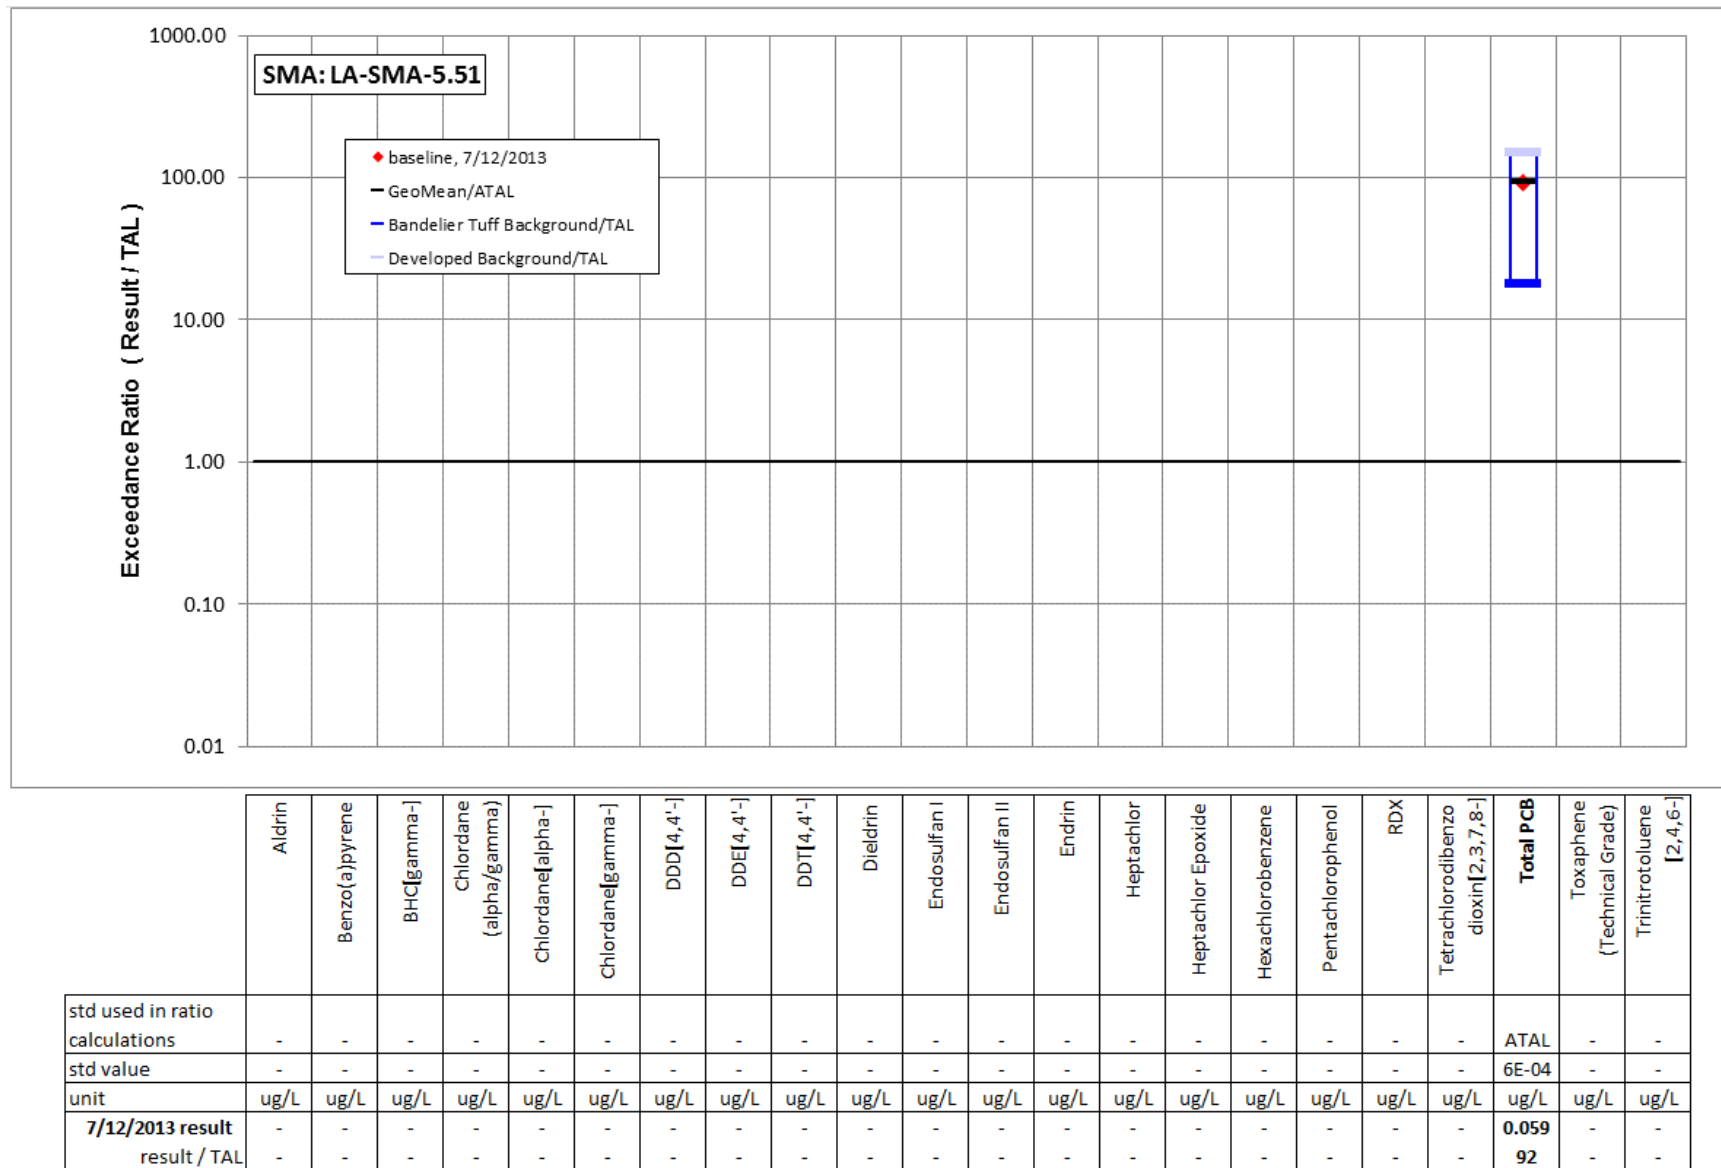 1000.00
SMA: LA-SMA-5.51
baseline, 7/12/2013
GeoMean/ATAL
Bandelier Tuff Background/TAL
Developed Background/TAL
100.00
10.00
1.00
0.10
0.01
Exceedance Ratio ( Result / TAL )
Aldrin
Benzo(a)pyrene
BHC[gamma-]
Chlordane
(alpha/gamma)
Chlordane[alpha-]
Chlordane[gamma-]
DDD[4,4'-]
DDE[4,4'-]
DDT[4,4'-]
Dieldrin
Endosulfan I
Endosulfan II
Endrin
Heptachlor
Heptachlor Epoxide
Hexachlorobenzene
Pentachlorophenol
RDX
Tetrachlorodibenzo
dioxin[2,3,7,8-]
Total PCB
Toxaphene
(Technical Grade)
Trinitrotoluene
[2,4,6-]
std used in ratio
calculations - - - - - - - - - - - - - - - - - - - ATAL - -
std value - - - - - - - - - - - - - - - - - - - 6E-04 - -
unit ug/L ug/L ug/L ug/L ug/L ug/L ug/L ug/L ug/L ug/L ug/L ug/L ug/L ug/L ug/L ug/L ug/L ug/L ug/L ug/L ug/L ug/L
7/12/2013 result - - - - - - - - - - - - - - - - - - - 0.059 - -
result / TAL - - - - - - - - - - - - - - - - - - - 92 - -